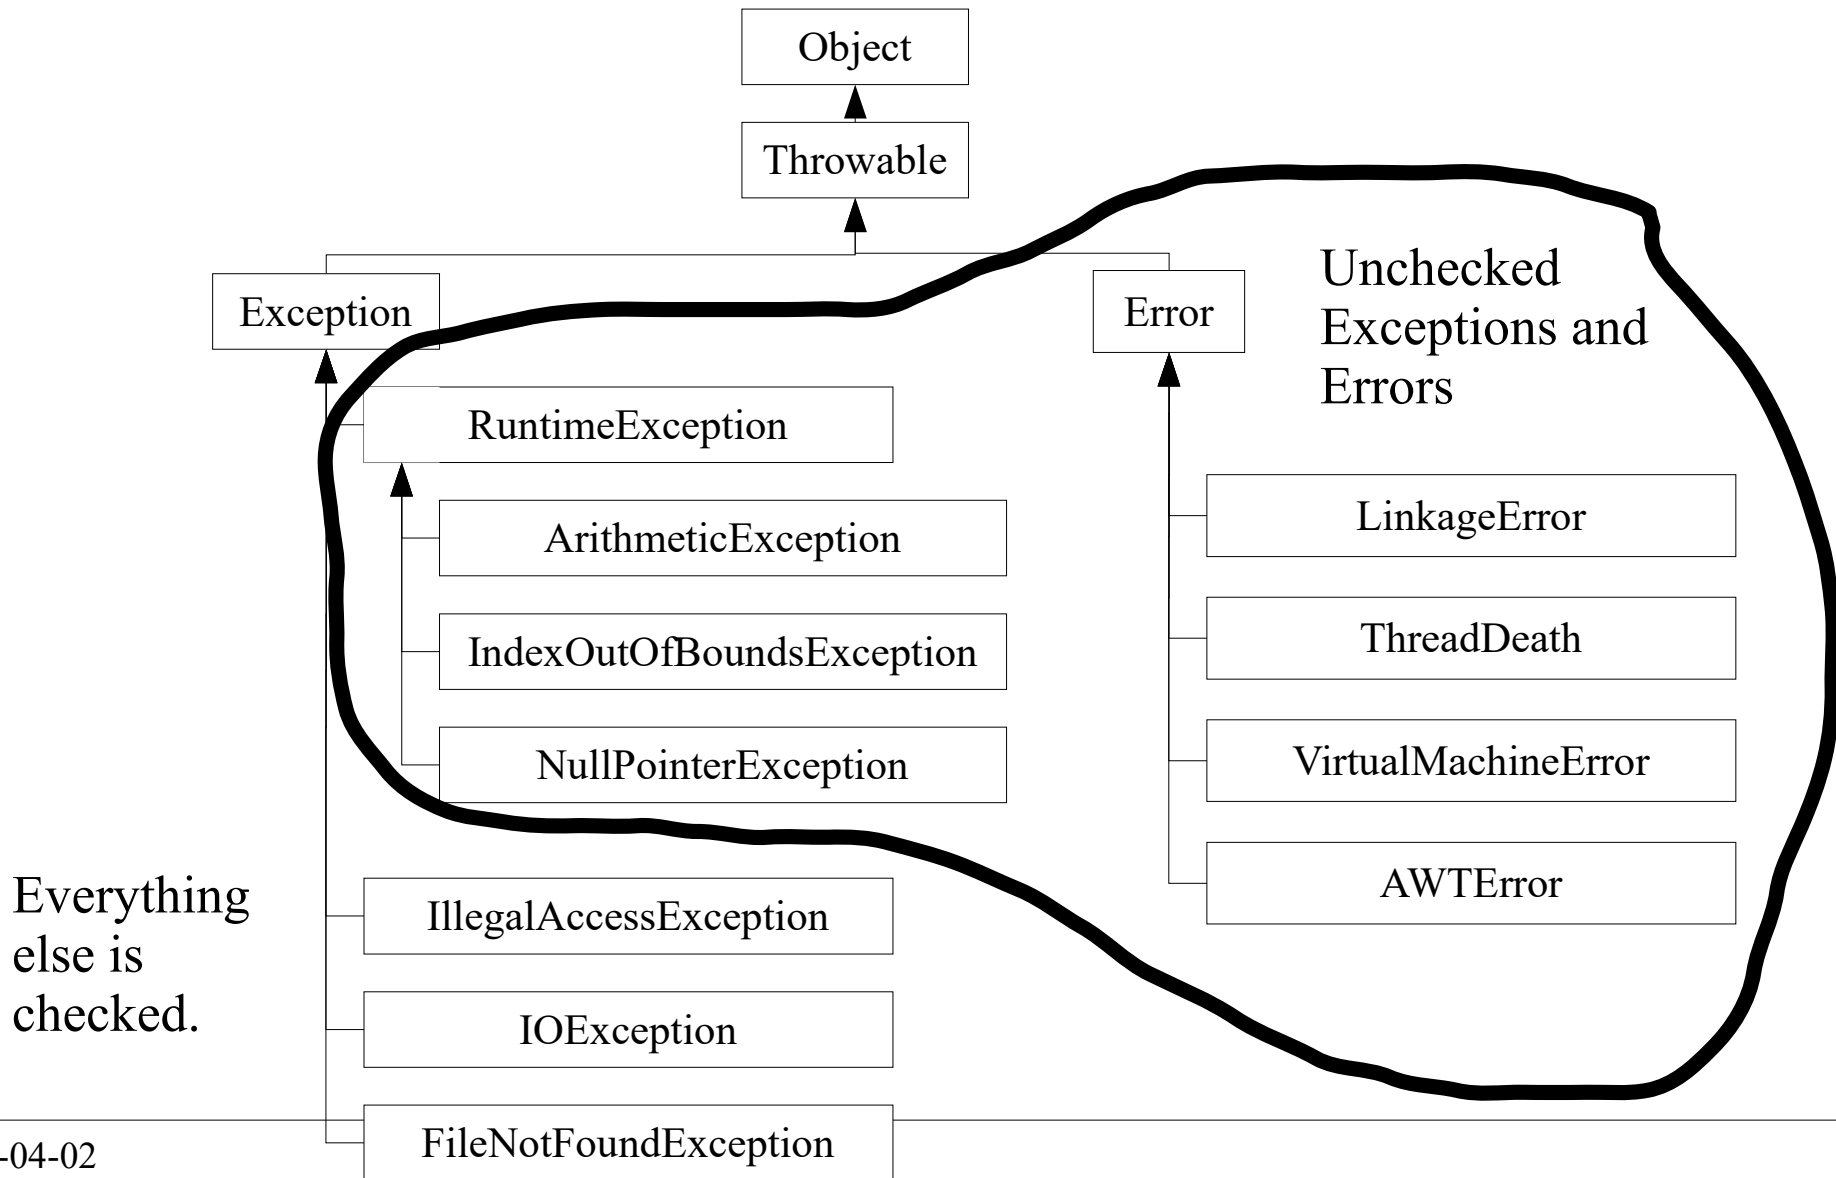 Object
Throwable
Exception
Error
Unchecked
Exceptions and
Errors
RuntimeException
ArithmeticException
IndexOutOfBoundsException
NullPointerException
LinkageError
ThreadDeath
VirtualMachineError
AWTError
Everything
else is
checked.
IllegalAccessException
IOException
FileNotFoundException
-04-02